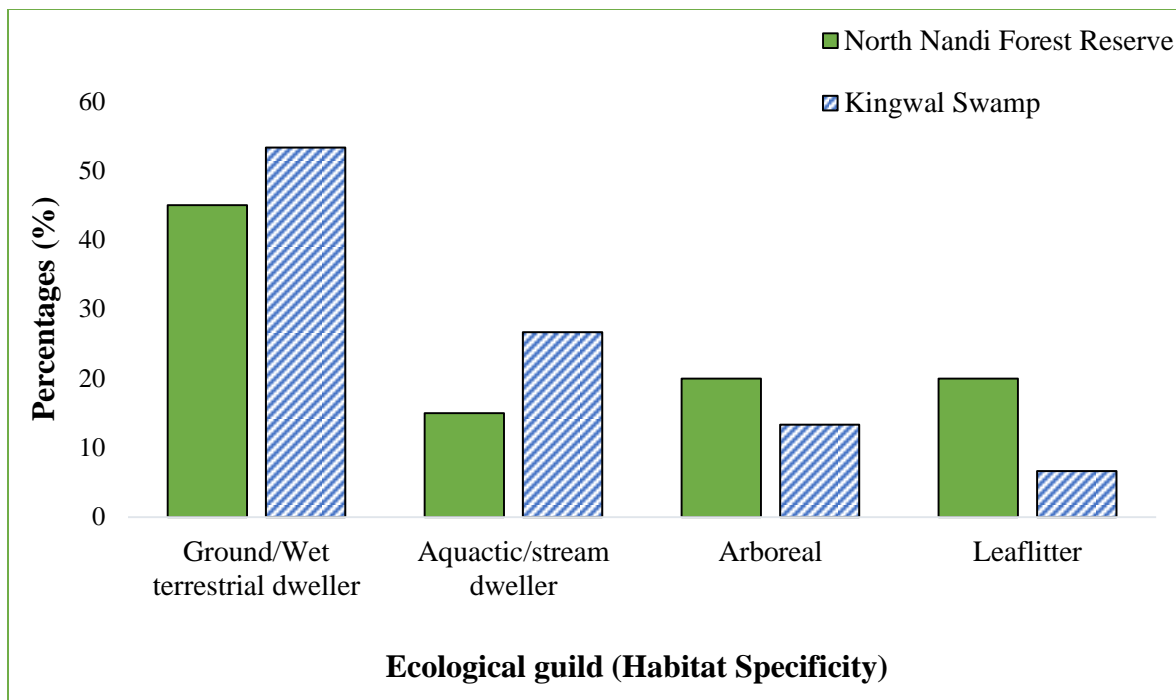 North Nandi Forest Reserve
Kingwal Swamp
60
50
40
30
20
10
0
Percentages (%)
Ground/Wet
terrestrial dweller
Aquactic/stream
dweller
Arboreal
Leaflitter
Ecological guild (Habitat Specificity)